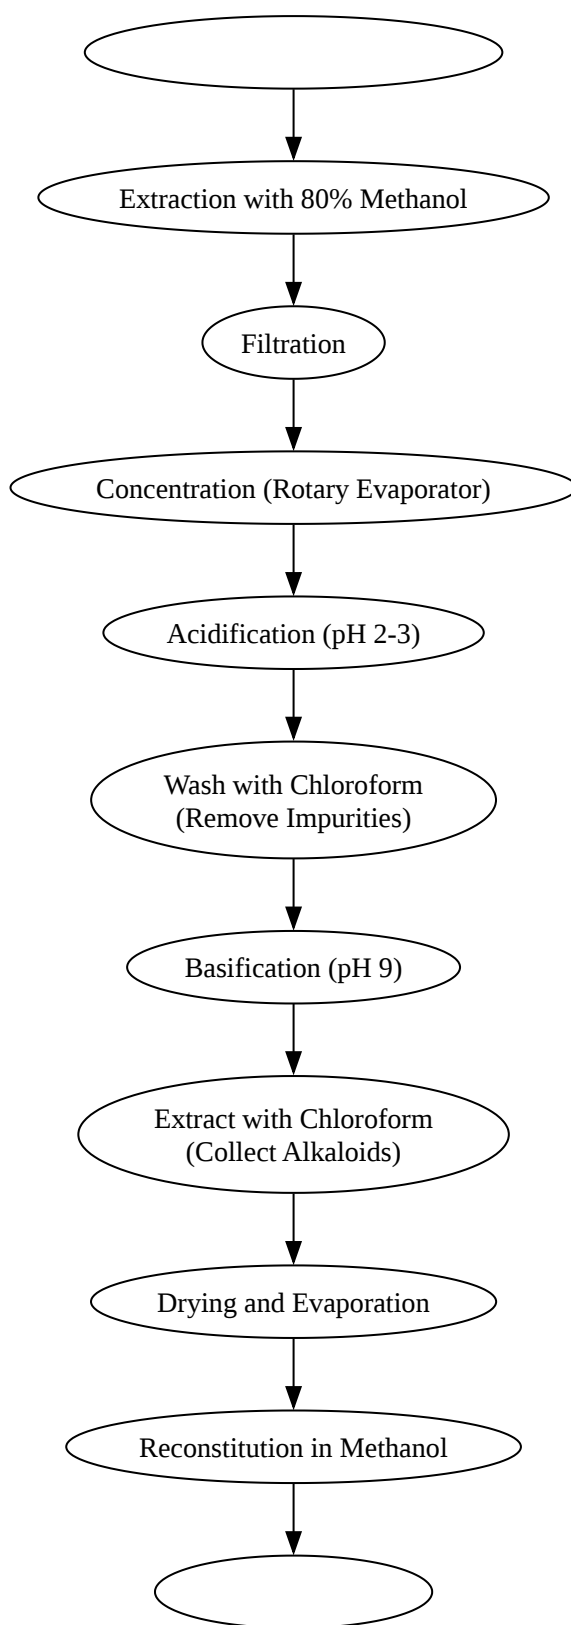 Extraction with 80% Methanol
Filtration
Concentration (Rotary Evaporator)
Acidification (pH 2-3)
Wash with Chloroform
(Remove Impurities)
Basification (pH 9)
Extract with Chloroform
(Collect Alkaloids)
Drying and Evaporation
Reconstitution in Methanol